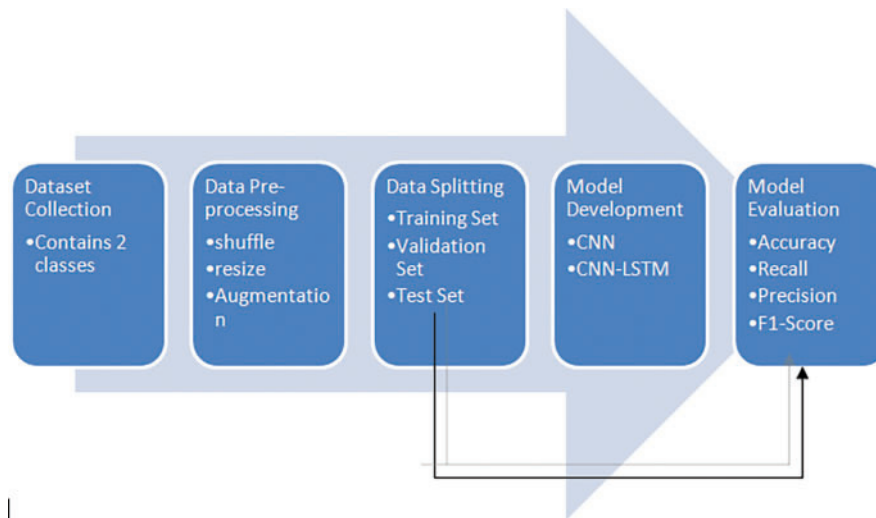 Dataset
Collection
•Contains 2
classes
Data Pre-
processing
•shuffle
•resize
•Augmentatio
n
Data Splitting
•Training Set
•Validation
Set
•Test Set
Model
Development
•CNN
•CNN-LSTM
Model
Evaluation
•Accuracy
•Recall
•Precision
•F1-Score